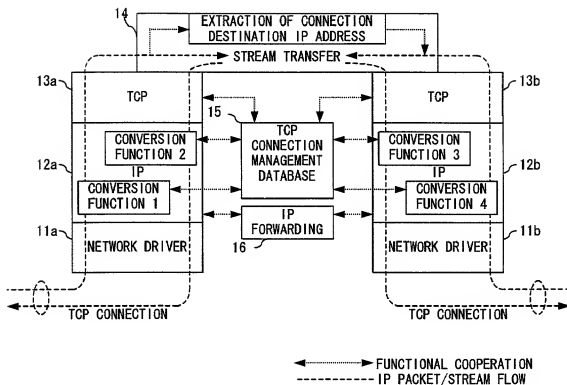 14
EXTRACTION OF CONNECTION
DESTINATION IP ADDRESS
STREAM TRANSFER
13a
TCP
13b
TCP
15
TCP
CONNECTION
MANAGEMENT
DATABASE
12a
CONVERSION
FUNCTION 2
IP
CONVERSION
FUNCTION 1
12b
CONVERSION
FUNCTION 3
IP
CONVERSION
FUNCTION 4
IP
FORWARDING
16
11a
NETWORK DRIVER
11b
NETWORK DRIVER
TCP CONNECTION
TCP CONNECTION
FUNCTIONAL COOPERATION
IP PACKET/STREAM FLOW